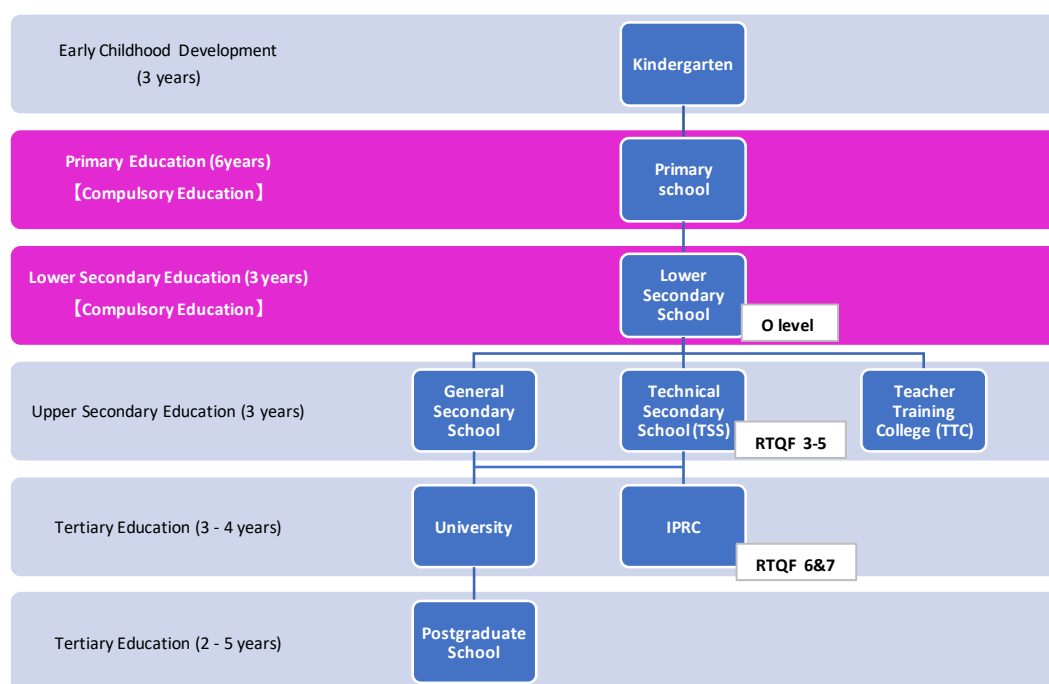 Early Childhood Development
(3 years)
Kindergarten
Primary Education (6years)
【Compulsory Education】
Primary
school
Lower Secondary Education (3 years)
【Compulsory Education】
Lower
Secondary
School
O level
Upper Secondary Education (3 years)
General
Secondary
School
Technical
Secondary
School (TSS)
RTQF 3-5
Teacher
Training
College (TTC)
Tertiary Education (3 - 4 years)
University
IPRC
RTQF 6&7
Tertiary Education (2 - 5 years)
Postgraduate
School